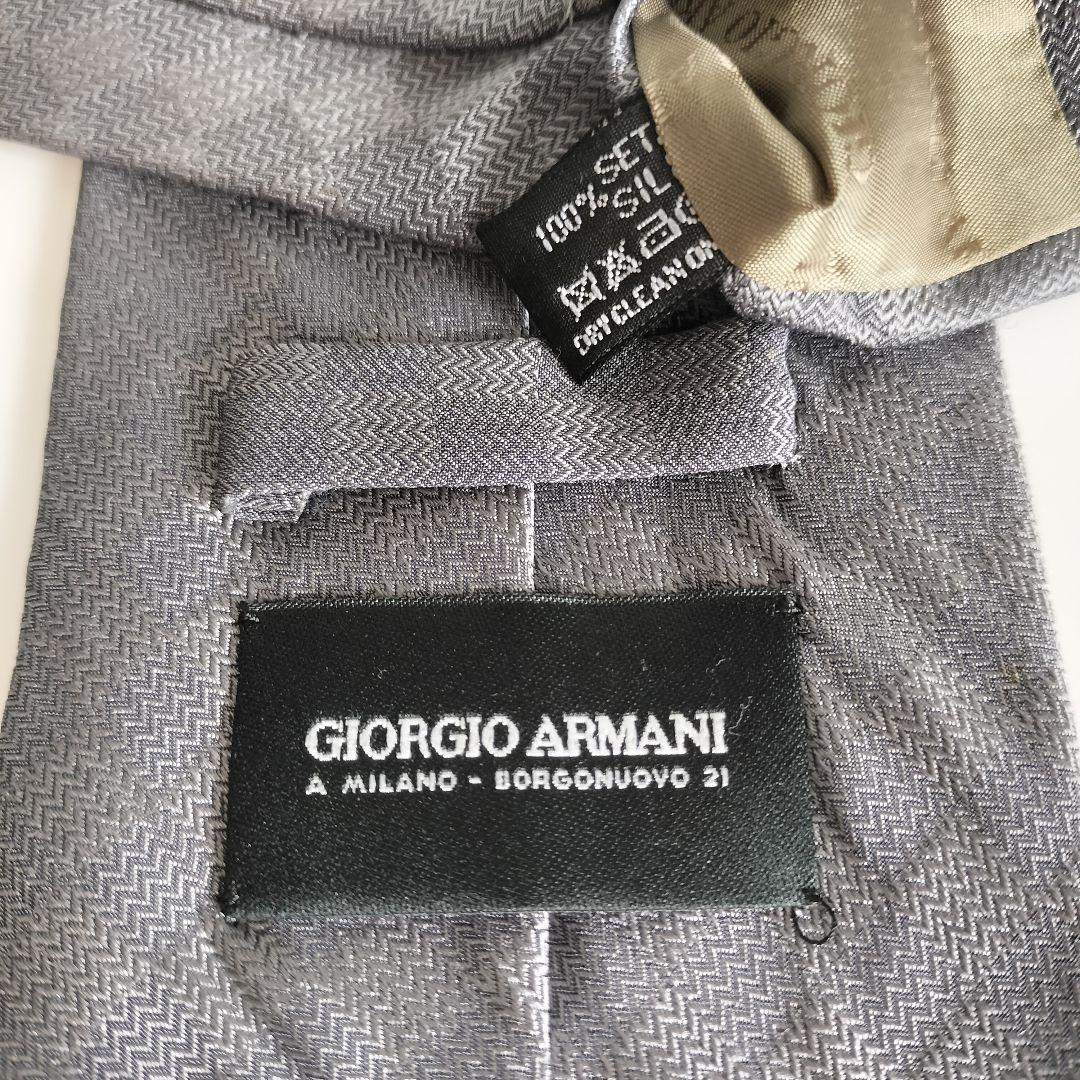 100% SET
SIL
DRY CLEAN ON
GIORGIO ARMANI
A MILANO - BORGONUOVO 21